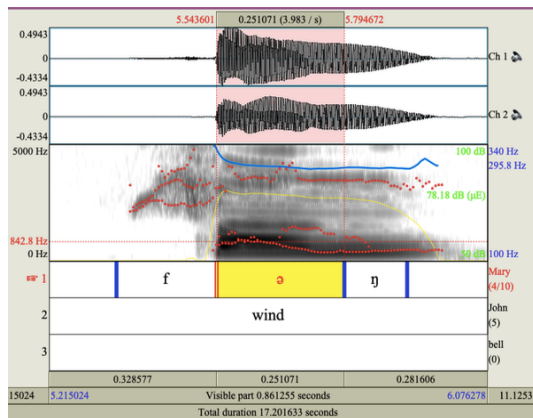 5.543601 0.251071 (3.983 / s) 5.794672
0.4943
0
-0.4334
Ch 1
0.4943
0
-0.4334
Ch 2
5000 Hz 100 dB 340 Hz
295.8 Hz
78.18 dB (µE)
842.8 Hz
0 Hz 50 dB 100 Hz
1 f ə ŋ Mary
(4/10)
2 wind John
(5)
3 bell
(0)
0.328577 0.251071 0.281606
15024 5.215024 Visible part 0.861255 seconds 6.076278 11.1253
Total duration 17.201633 seconds